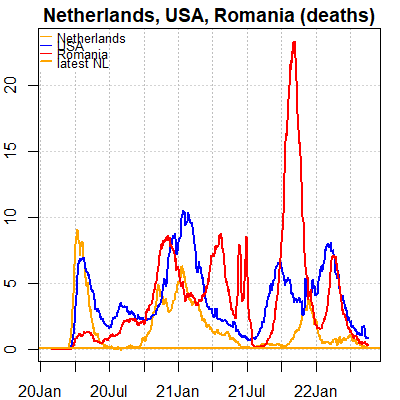 Netherlands, USA, Romania (deaths)
Netherlands
USA
Romania
latest NL
20
15
10
5
0
20Jan 20Jul 21Jan 21Jul 22Jan